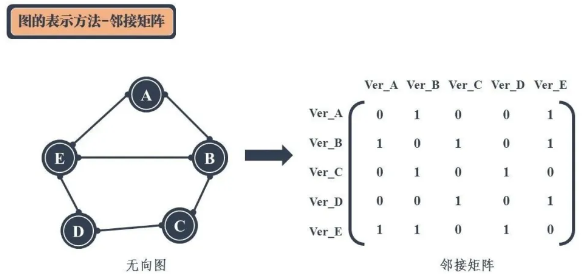 图的表示方法-邻接矩阵
A
E
B
D
C
无向图
Ver_A Ver_B Ver_C Ver_D Ver_E
Ver_A 0 1 0 0 1
Ver_B 1 0 1 0 1
Ver_C 0 1 0 1 0
Ver_D 0 0 1 0 1
Ver_E 1 1 0 1 0
邻接矩阵